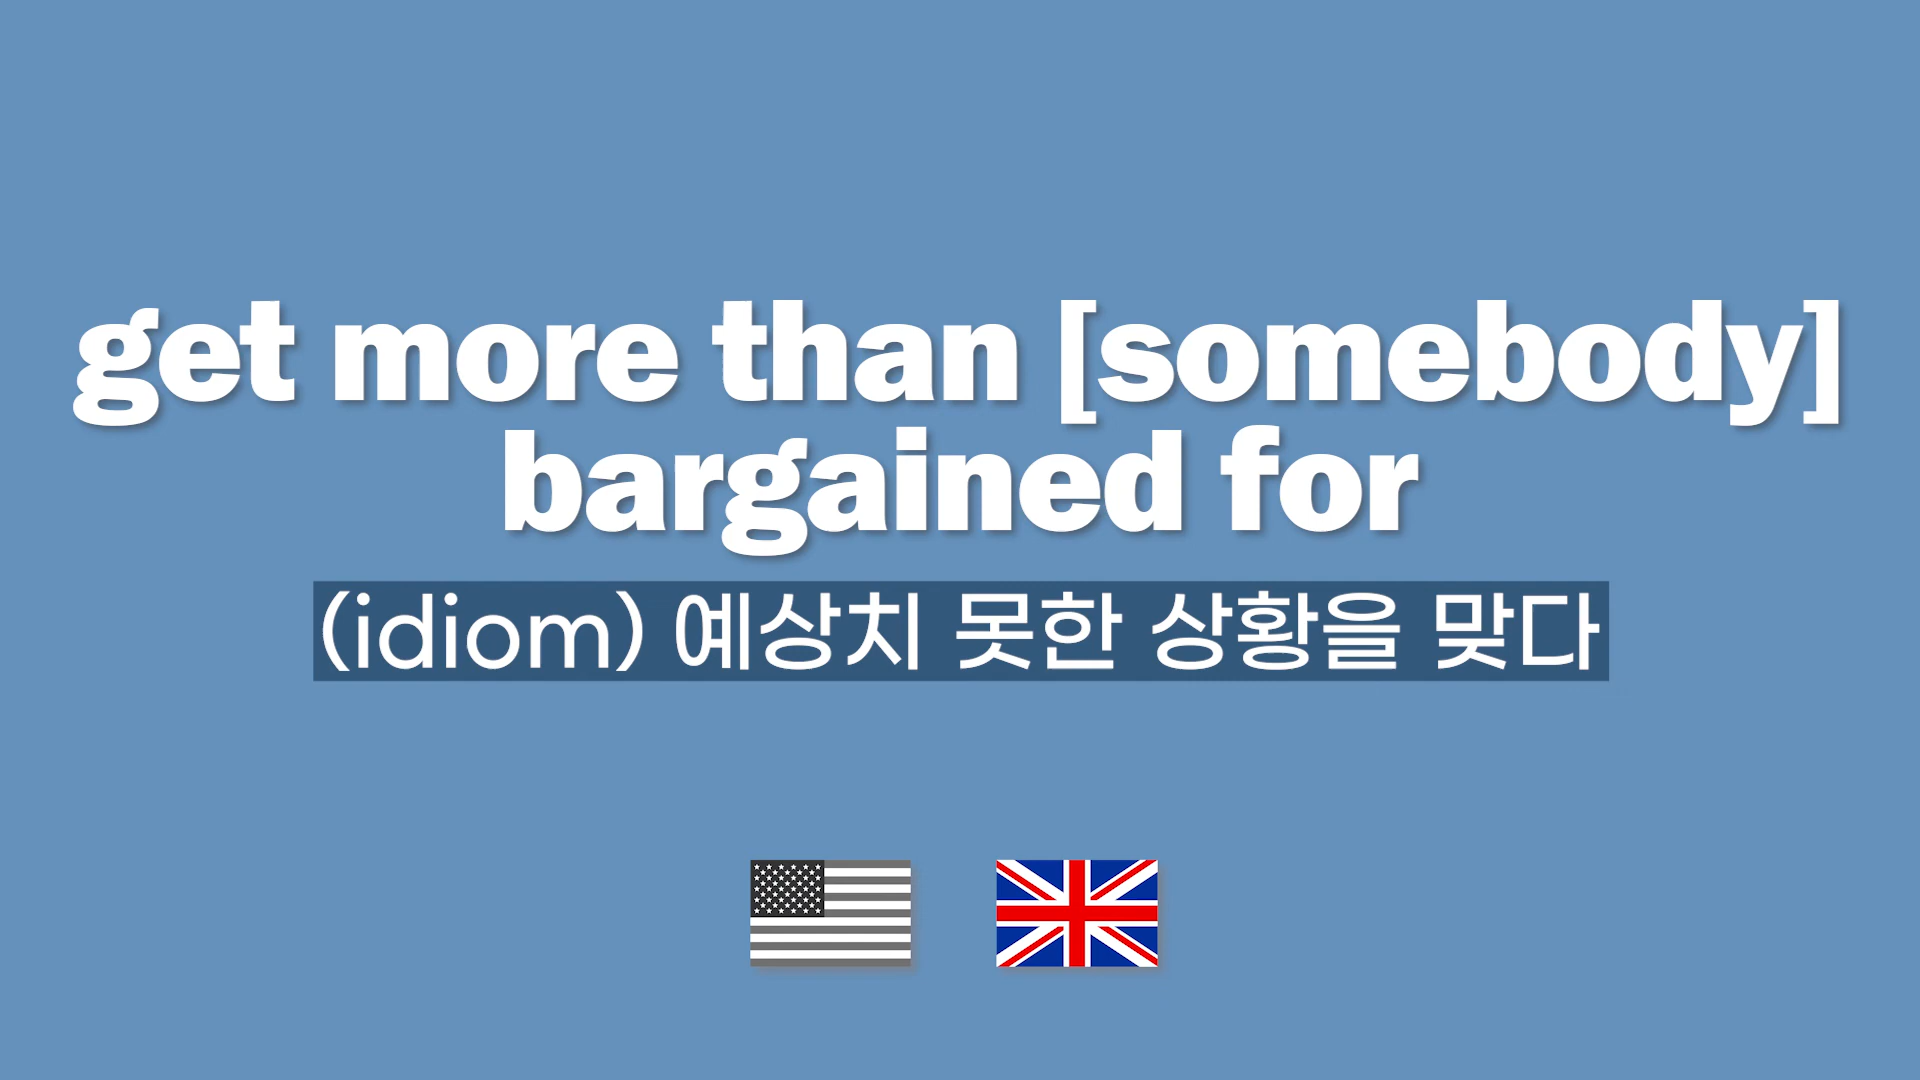 get more than [somebody]
bargained for
(idiom) 예상치 못한 상황을 맞다